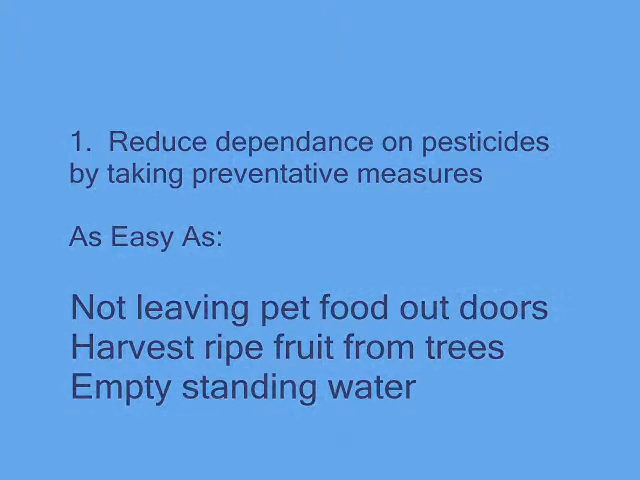 1. Reduce dependance on pesticides
by taking preventative measures
As Easy As:
Not leaving pet food out doors
Harvest ripe fruit from trees
Empty standing water